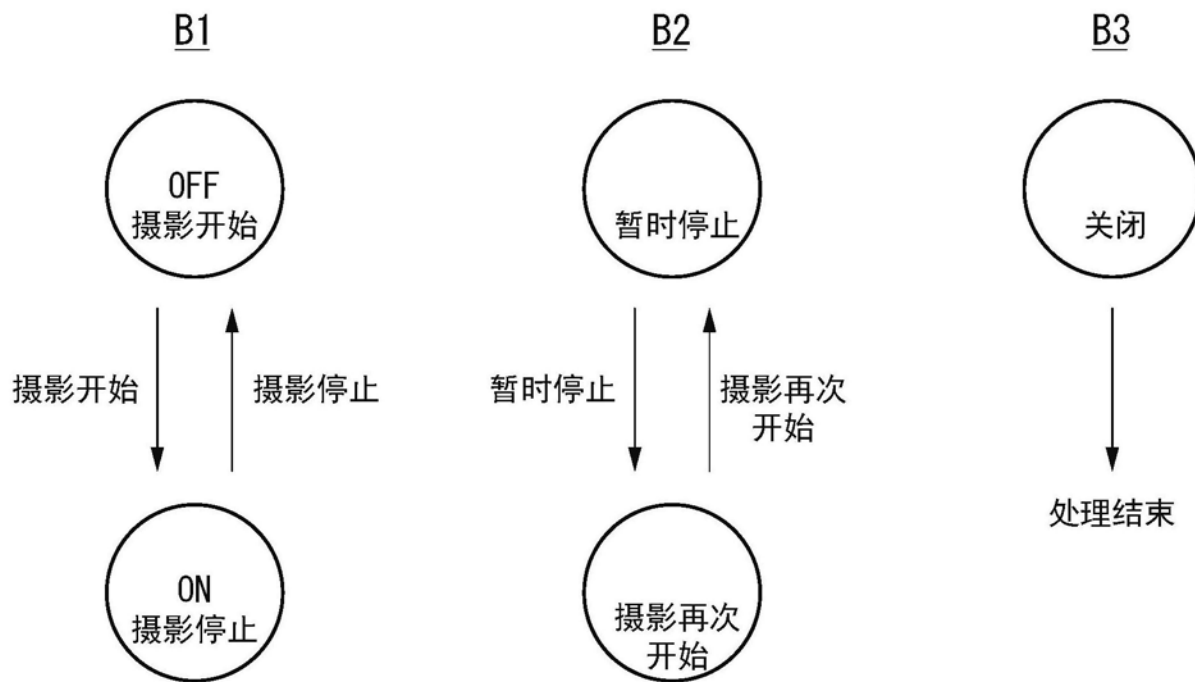 B1
B2
B3
OFF
摄影开始
暂时停止
关闭
摄影开始
摄影停止
暂时停止
摄影再次
开始
处理结束
ON
摄影停止
摄影再次
开始